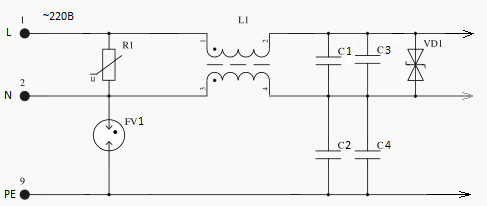 1 ~220В L1
L
1 2
R1 C1 C3 VD1
U
2
N 3 4
FV1
C2 C4
9
PE